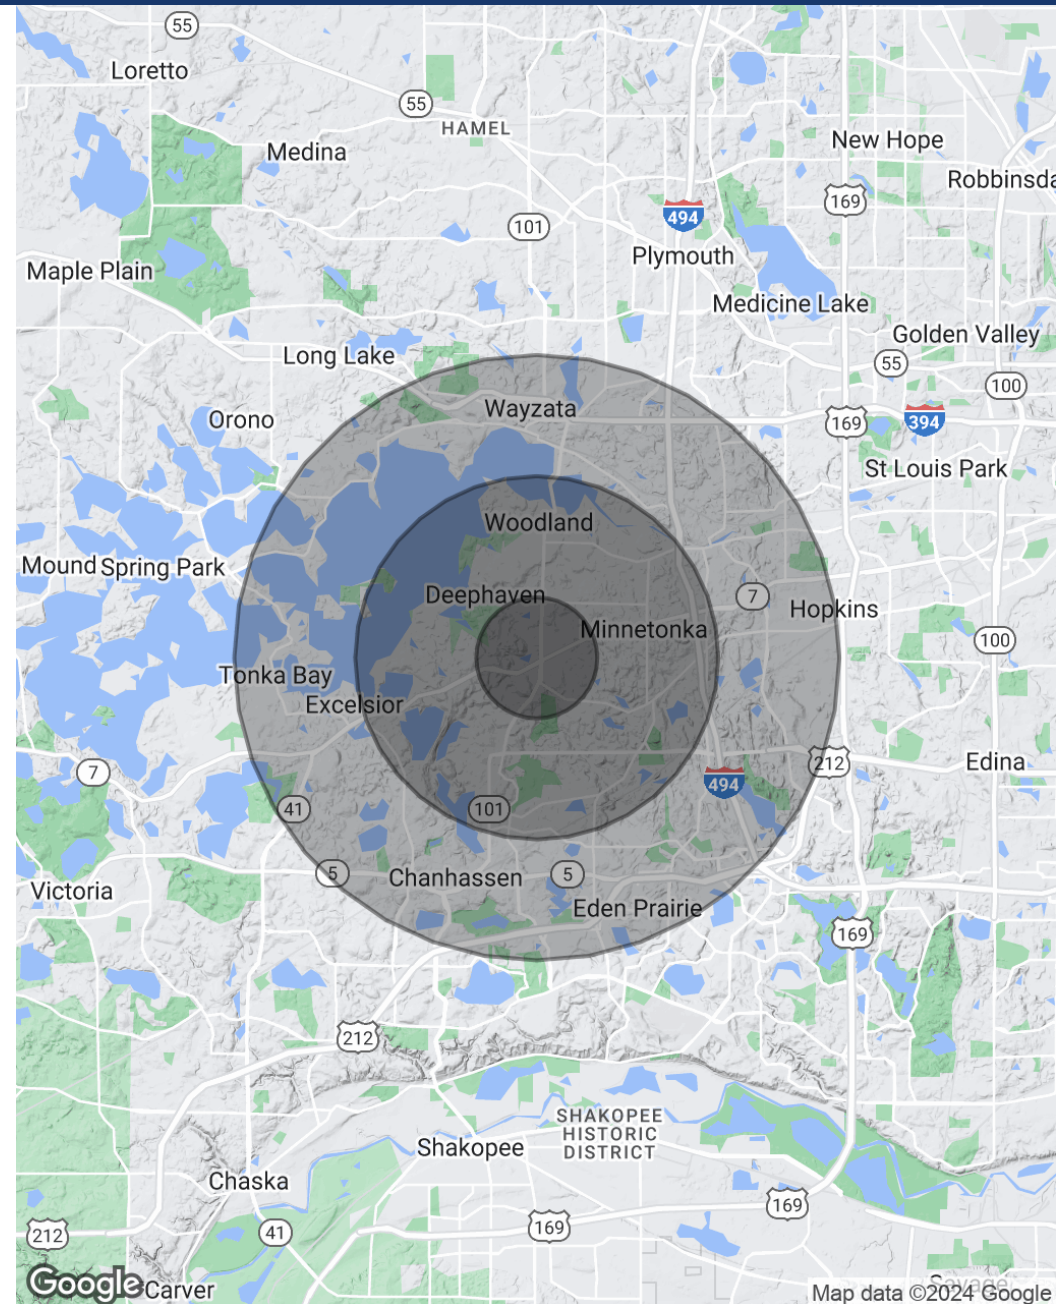 55
Loretto
55
HAMEL
Medina
New Hope
Robbinsda
169
494
101
Plymouth
Maple Plain
Medicine Lake
Golden Valley
Long Lake
55
100
Wayzata
Orono
169
394
St Louis Park
Woodland
Mound
Spring Park
Deephaven
7
Hopkins
Minnetonka
100
Tonka Bay
Excelsior
212
Edina
7
494
41
101
5
Chanhassen
5
Victoria
Eden Prairie
169
212
SHAKOPEE
HISTORIC
DISTRICT
Shakopee
Chaska
169
212
41
169
Google
Carver
Savage
Map data ©2024 Google